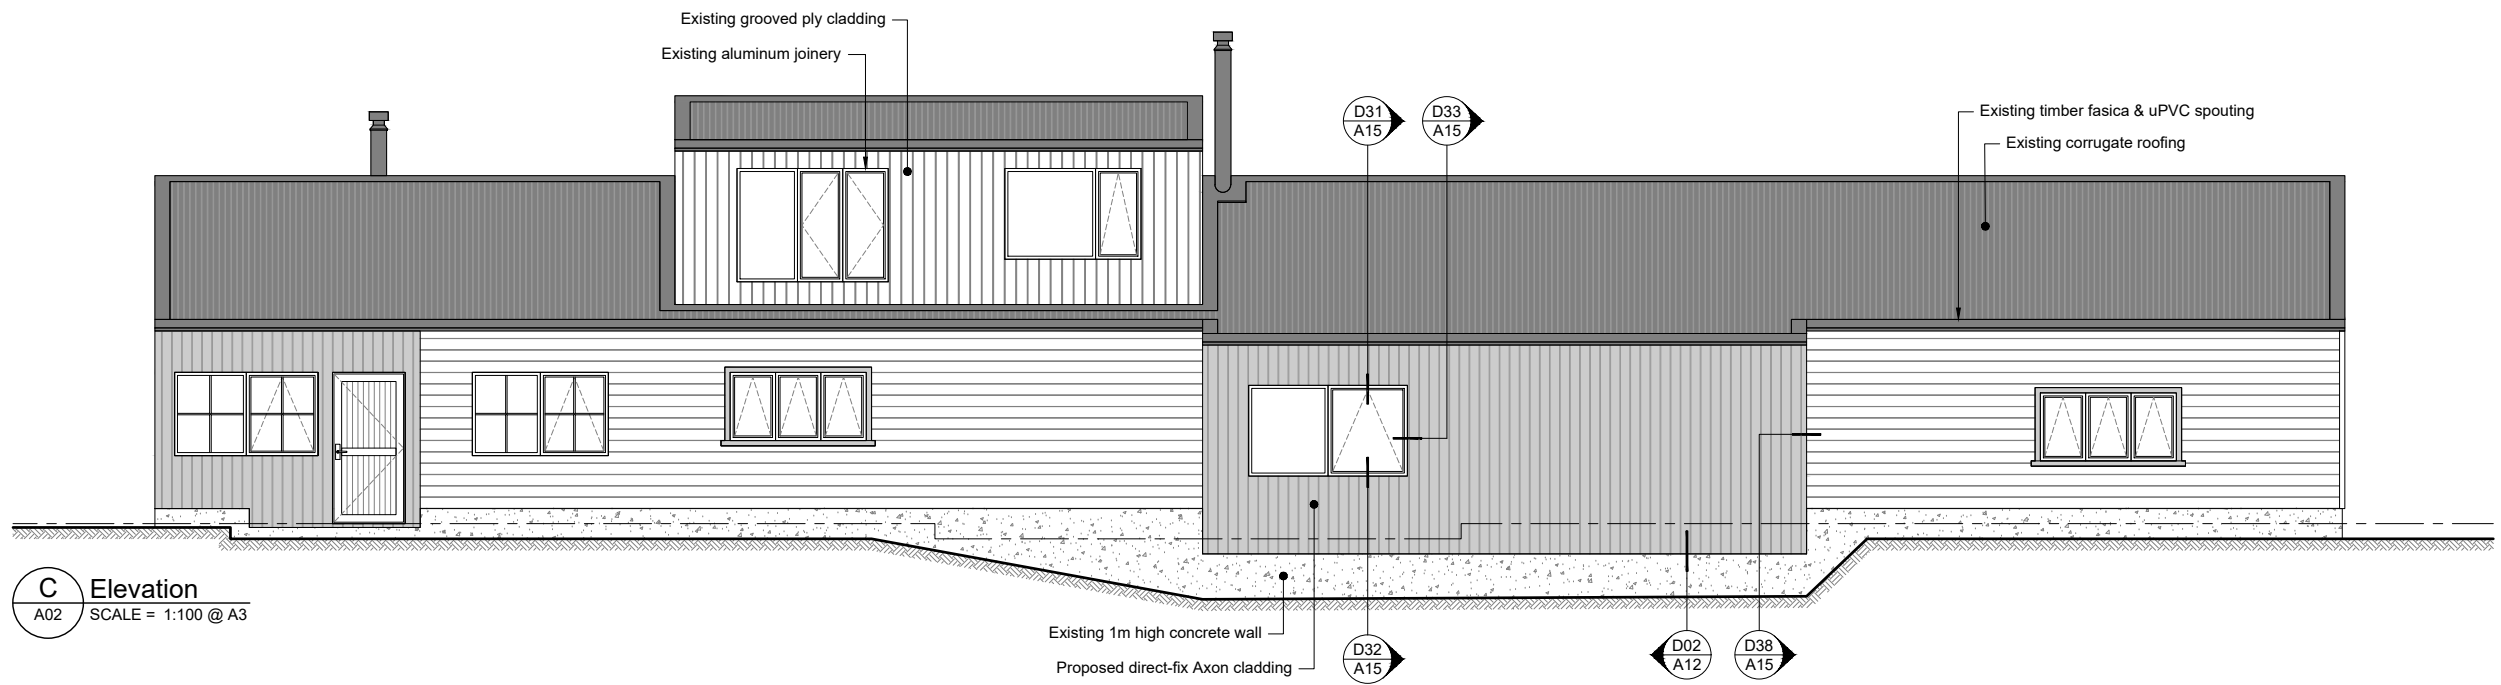 Existing grooved ply cladding
Existing aluminum joinery
D31
A15
D33
A15
Existing timber fasica & uPVC spouting
Existing corrugate roofing
C
A02
Elevation
SCALE = 1:100 @ A3
Existing 1m high concrete wall
Proposed direct-fix Axon cladding
D32
A15
D02
A12
D38
A15